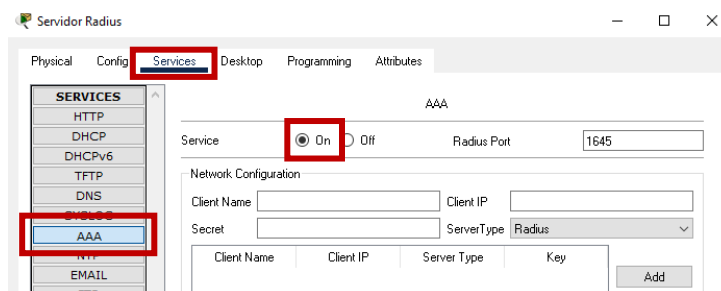 Servidor Radius
Physical Config Services Desktop Programming Attributes
SERVICES
HTTP
DHCP
DHCPv6
TFTP
DNS
AAA
EMAIL
AAA
Service On Off Radius Port 1645
Network Configuration
Client Name Client IP
Secret ServerType Radius
Client Name Client IP Server Type Key
Add